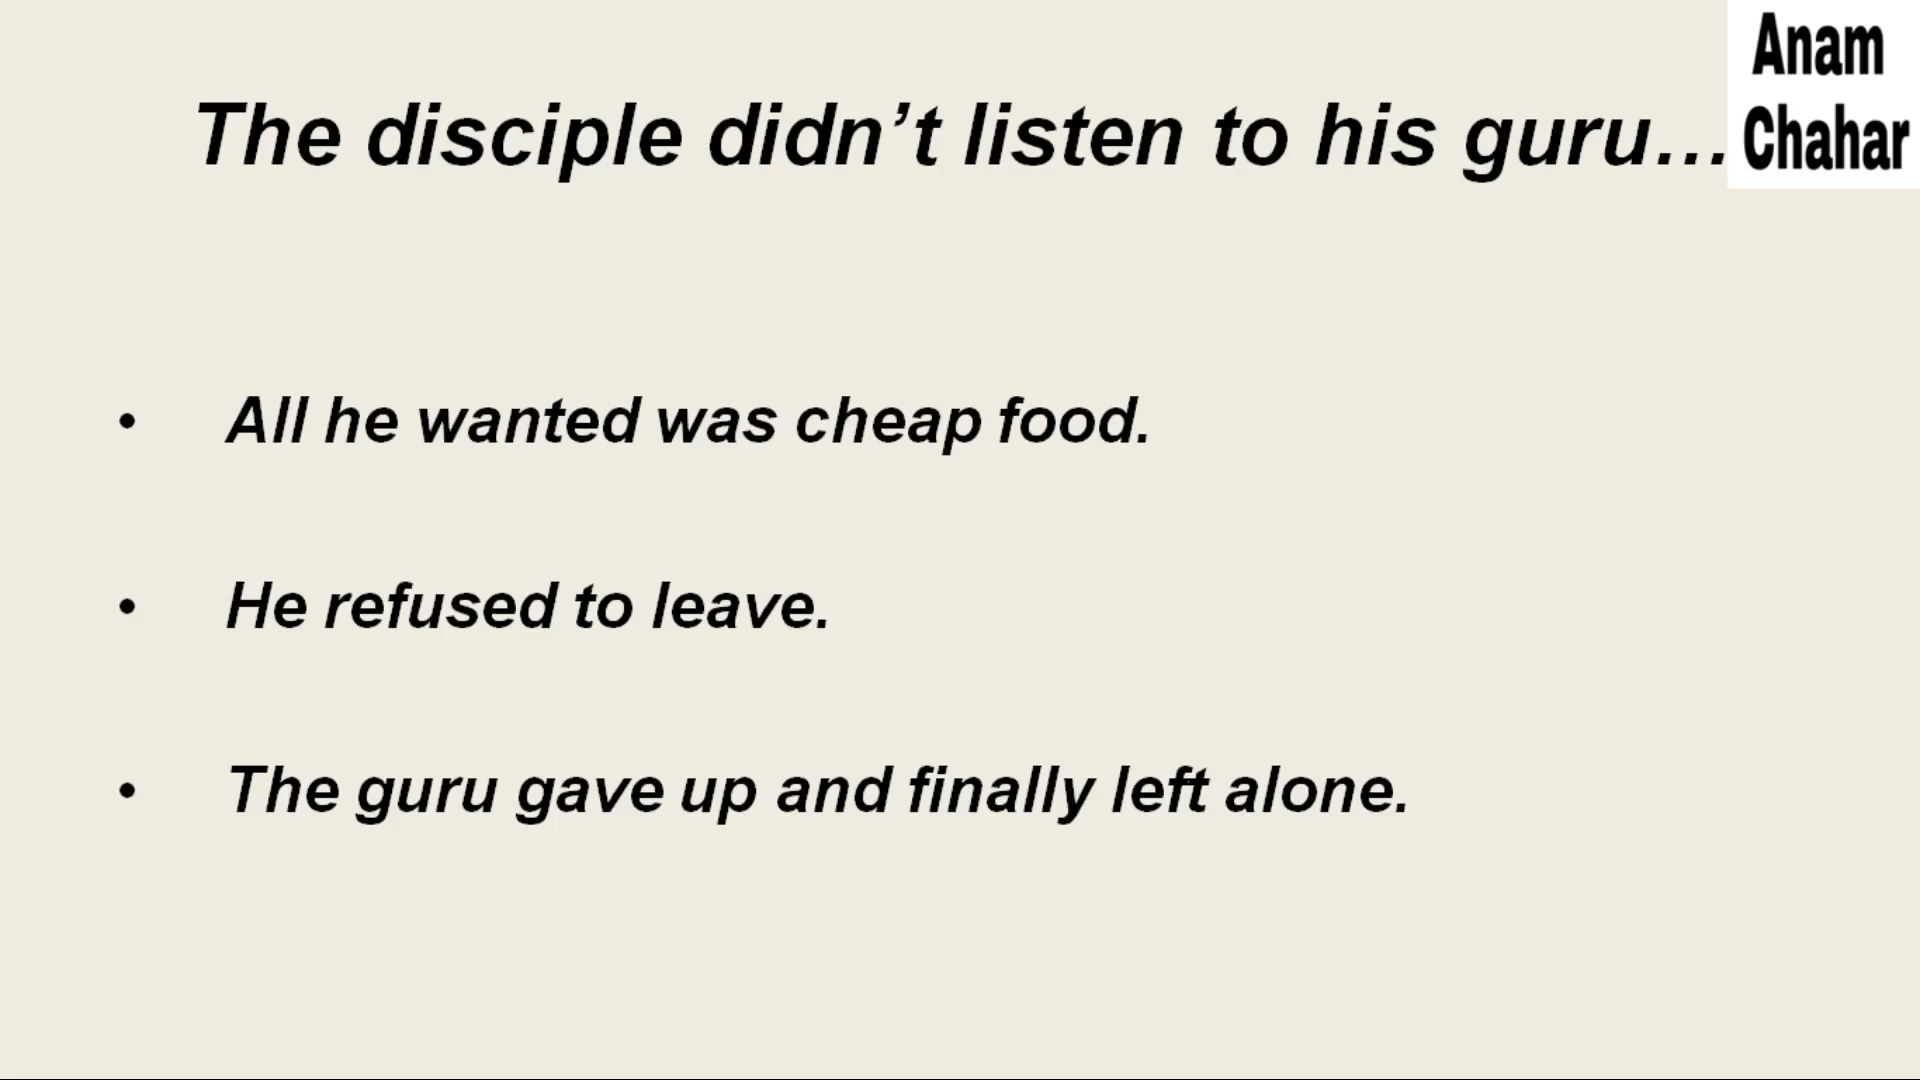 Anam
Chahar
The disciple didn’t listen to his guru…
• All he wanted was cheap food.
• He refused to leave.
• The guru gave up and finally left alone.